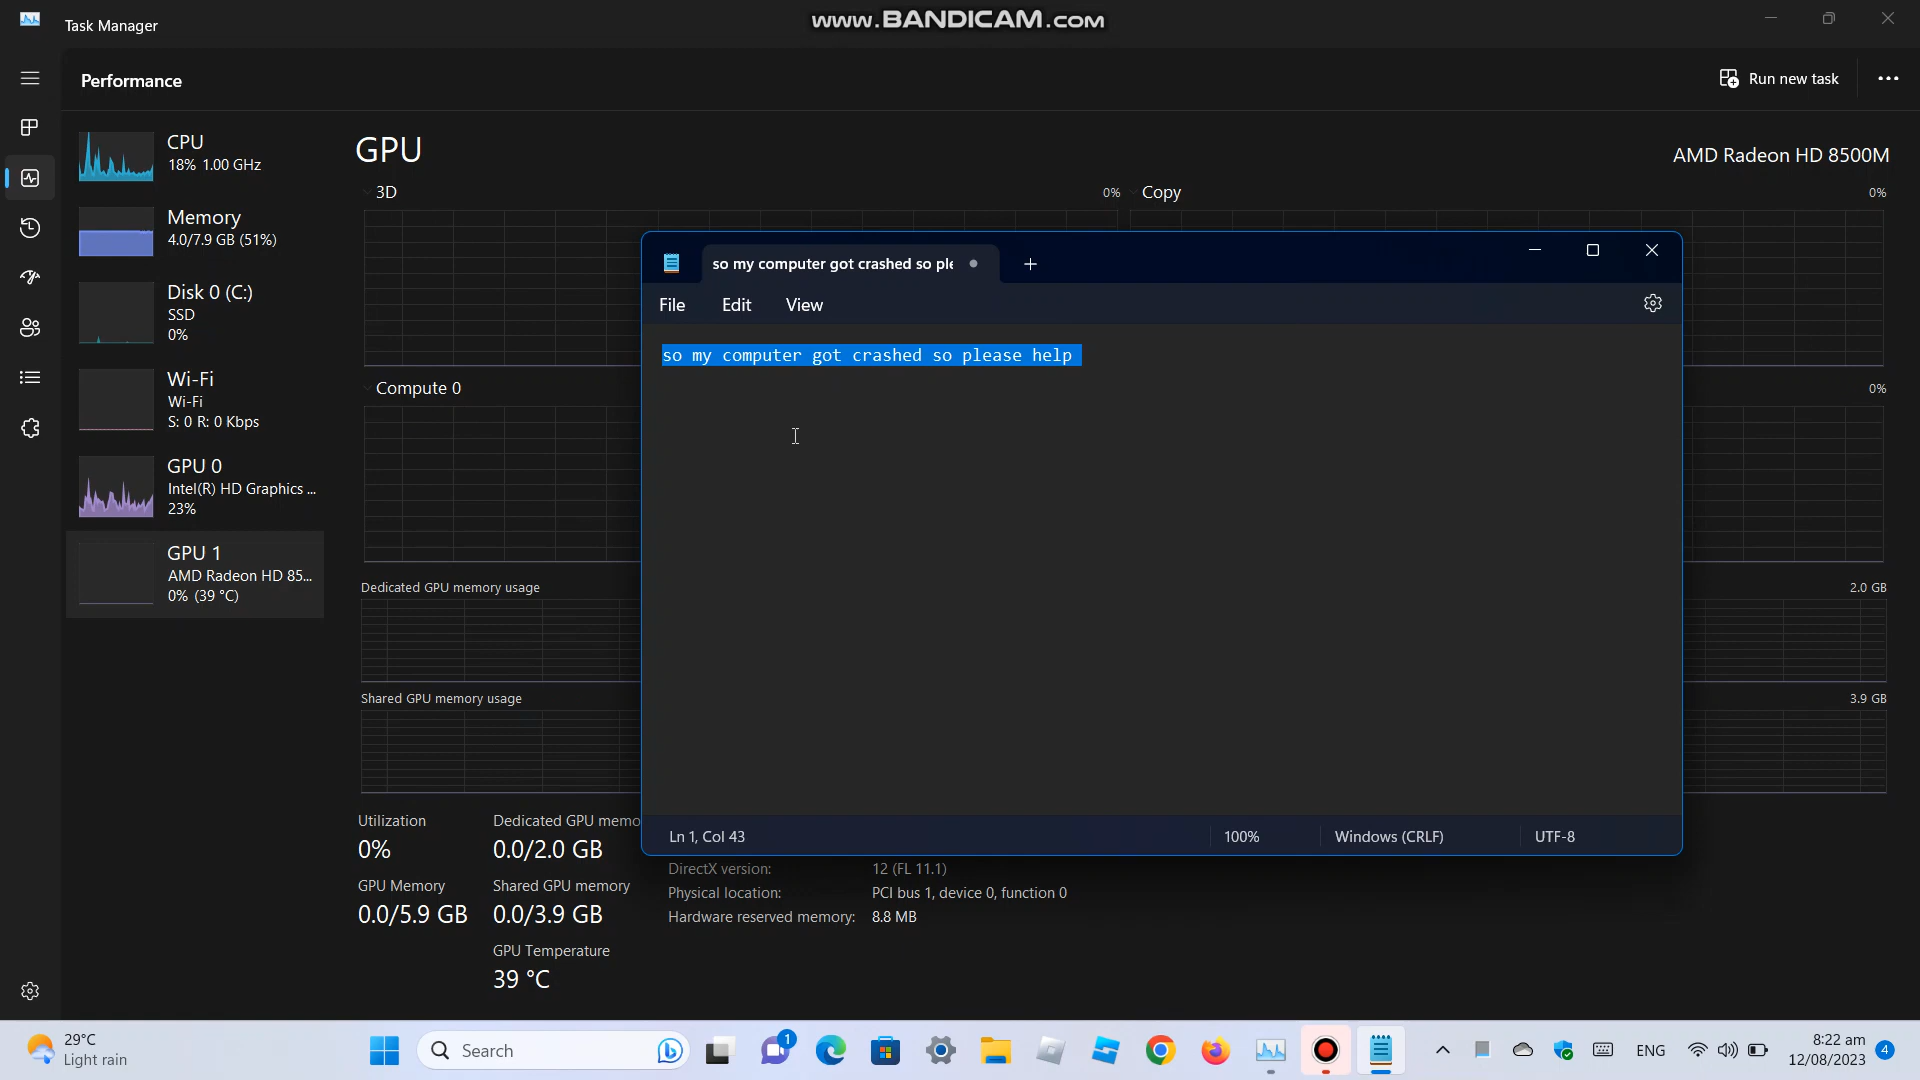 Task Manager
www.BANDICAM.com
Performance
Run new task
CPU
18% 1.00 GHz
Memory
4.0/7.9 GB (51%)
Disk 0 (C:)
SSD
0%
Wi-Fi
Wi-Fi
S: 0 R: 0 Kbps
GPU 0
Intel(R) HD Graphics ...
23%
GPU 1
AMD Radeon HD 85...
0% (39 °C)
GPU
AMD Radeon HD 8500M
3D
0%
Copy
0%
Compute 0
0%
Dedicated GPU memory usage
2.0 GB
Shared GPU memory usage
3.9 GB
so my computer got crashed so ple
File Edit View
so my computer got crashed so please help
Ln 1, Col 43
100%
Windows (CRLF)
UTF-8
Utilization
0%
Dedicated GPU memo
0.0/2.0 GB
GPU Memory
0.0/5.9 GB
Shared GPU memory
0.0/3.9 GB
GPU Temperature
39 °C
DirectX version: 12 (FL 11.1)
Physical location: PCI bus 1, device 0, function 0
Hardware reserved memory: 8.8 MB
29°C
Light rain
Search
1
ENG
8:22 am
12/08/2023
4